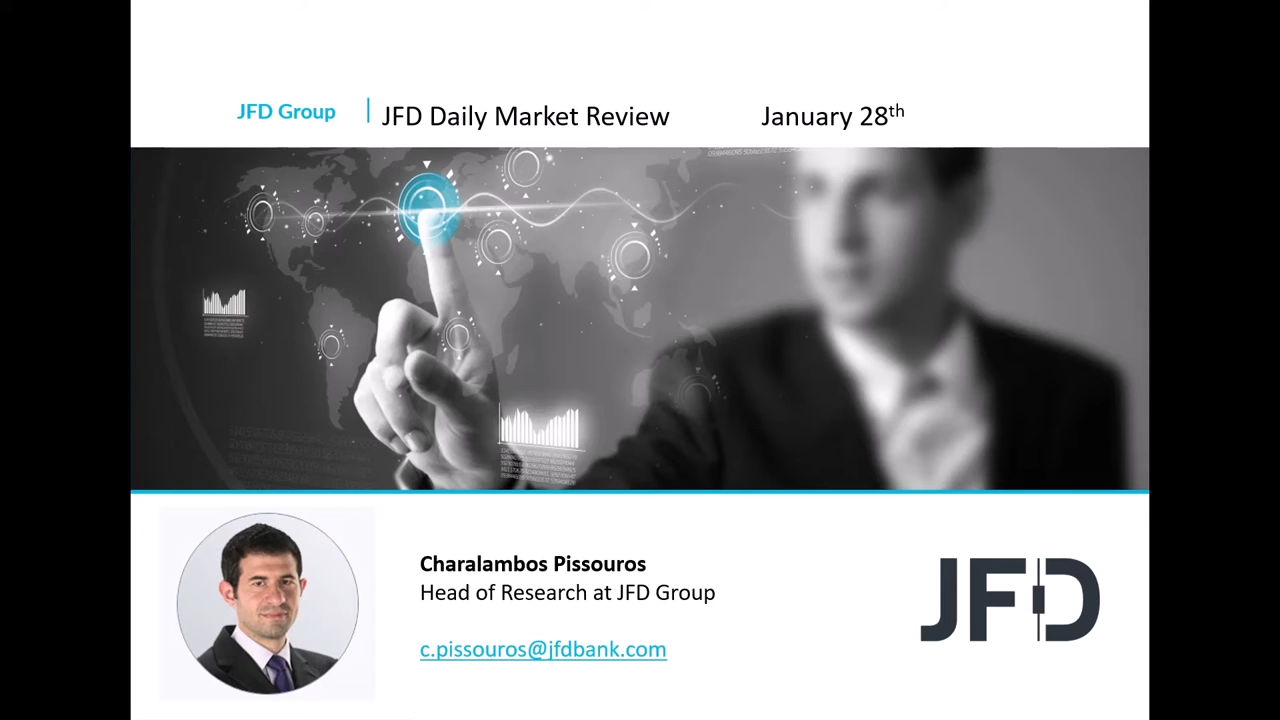 JFD Group
JFD Daily Market Review January 28th
Charalambos Pissouros
Head of Research at JFD Group
c.pissouros@jfdbank.com
JFD